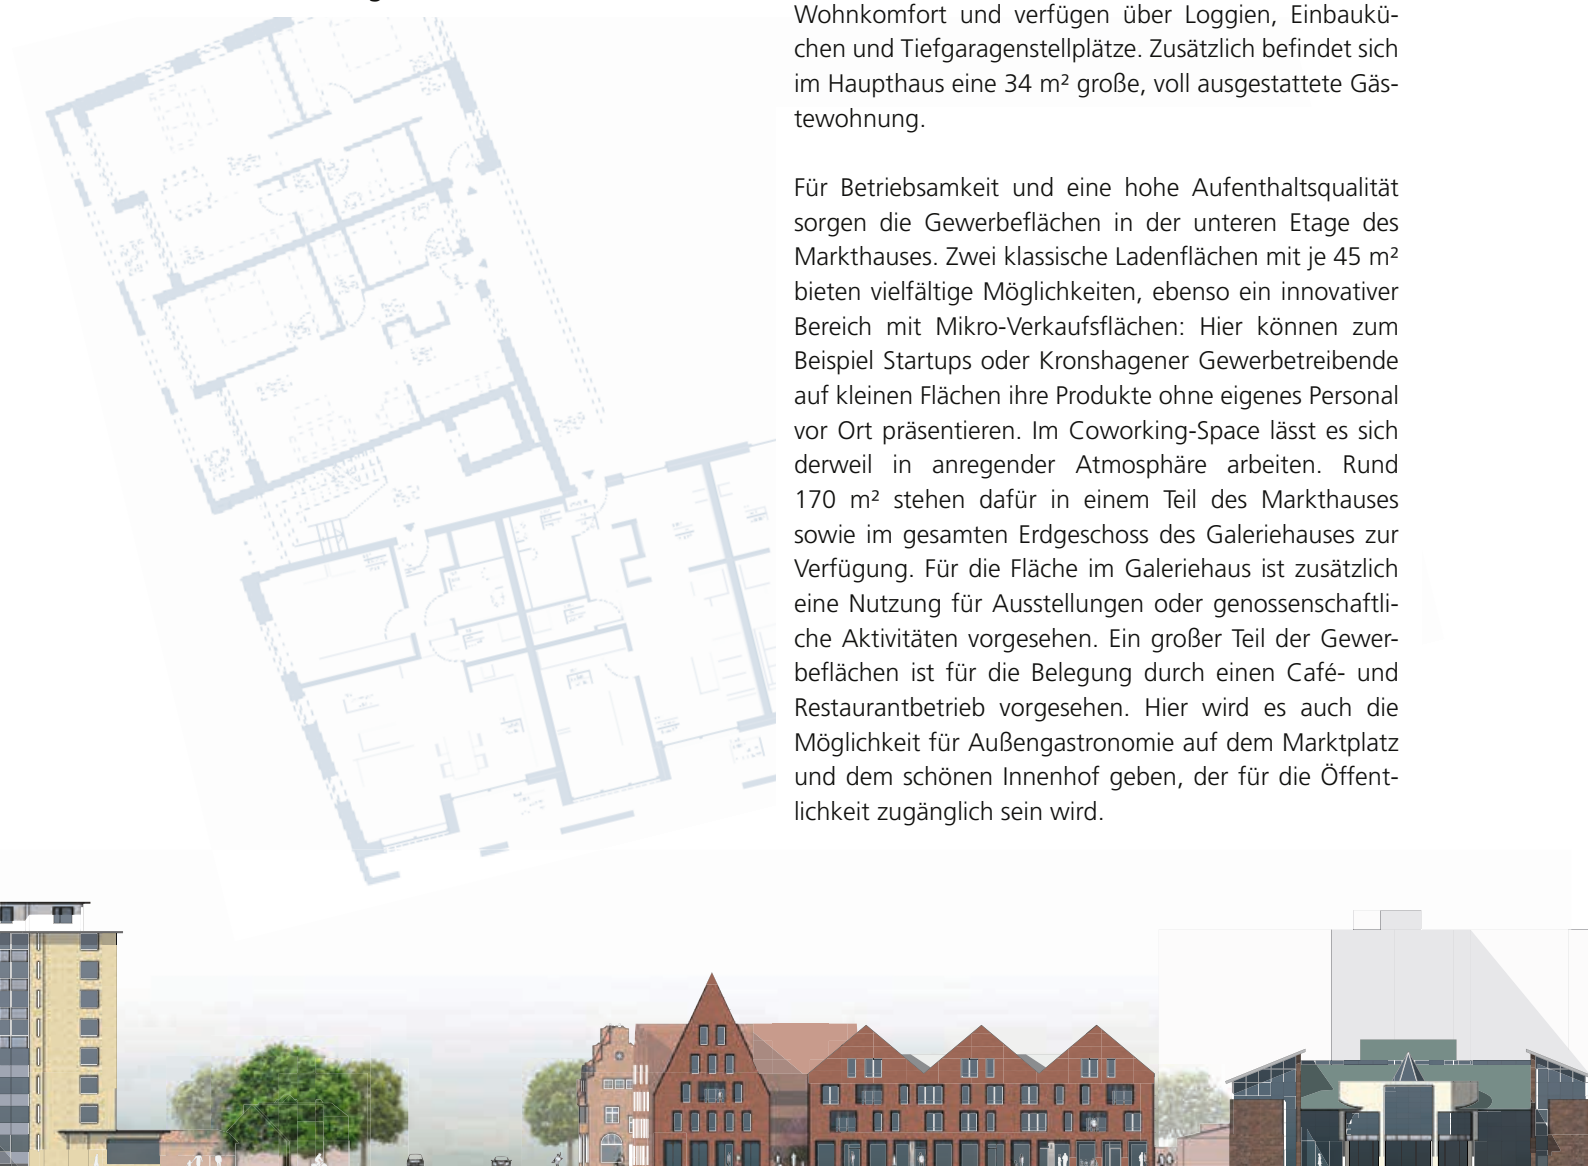 Wohnkomfort und verfügen über Loggien, Einbaukü-
chen und Tiefgaragenstellplätze. Zusätzlich befindet sich
im Haupthaus eine 34 m² große, voll ausgestattete Gäs-
tewohnung.
Für Betriebsamkeit und eine hohe Aufenthaltsqualität
sorgen die Gewerbeflächen in der unteren Etage des
Markthauses. Zwei klassische Ladenflächen mit je 45 m²
bieten vielfältige Möglichkeiten, ebenso ein innovativer
Bereich mit Mikro-Verkaufsflächen: Hier können zum
Beispiel Startups oder Kronshagener Gewerbetreibende
auf kleinen Flächen ihre Produkte ohne eigenes Personal
vor Ort präsentieren. Im Coworking-Space lässt es sich
derweil in anregender Atmosphäre arbeiten. Rund
170 m² stehen dafür in einem Teil des Markthauses
sowie im gesamten Erdgeschoss des Galeriehauses zur
Verfügung. Für die Fläche im Galeriehaus ist zusätzlich
eine Nutzung für Ausstellungen oder genossenschaftli-
che Aktivitäten vorgesehen. Ein großer Teil der Gewer-
beflächen ist für die Belegung durch einen Café- und
Restaurantbetrieb vorgesehen. Hier wird es auch die
Möglichkeit für Außengastronomie auf dem Marktplatz
und dem schönen Innenhof geben, der für die Öffent-
lichkeit zugänglich sein wird.